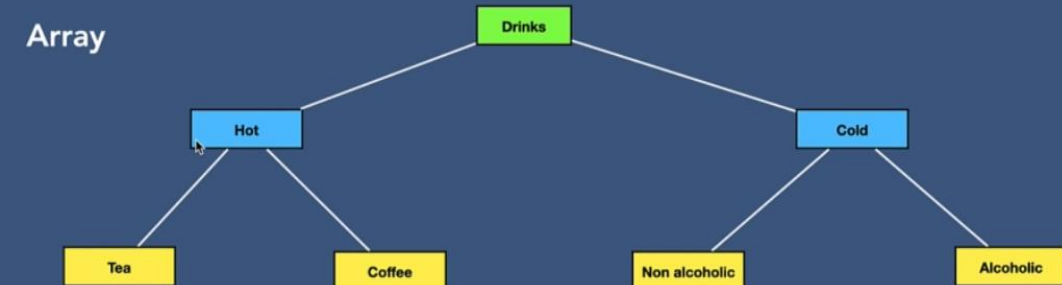 Array
Drinks
Hot
Cold
Tea
Coffee
Non alcoholic
Alcoholic